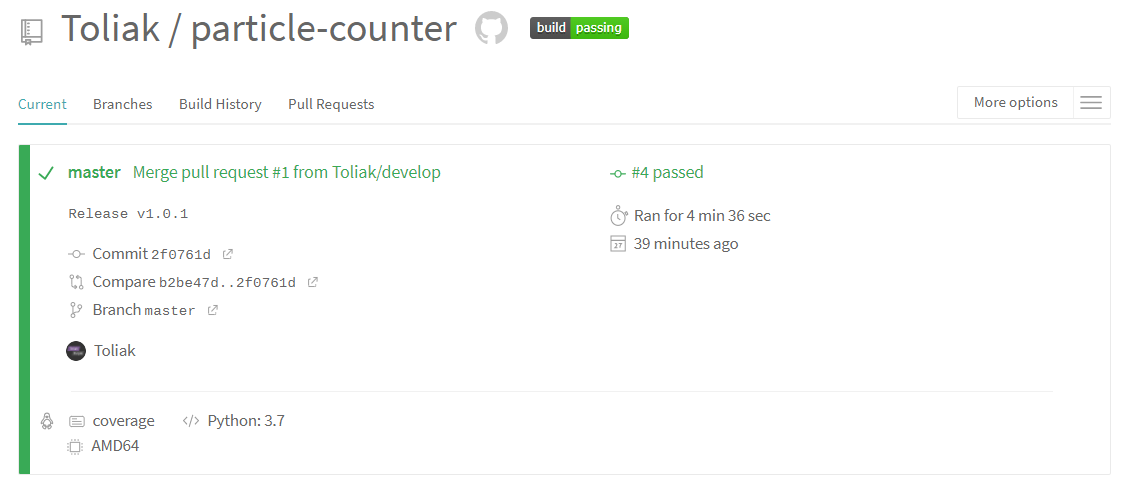 Toliak / particle-counter build passing
Current Branches Build History Pull Requests More options
master Merge pull request #1 from Toliak/develop
#4 passed
Release v1.0.1
Ran for 4 min 36 sec
Commit 2f0761d
39 minutes ago
Compare b2be47d..2f0761d
Branch master
Toliak
coverage Python: 3.7
AMD64